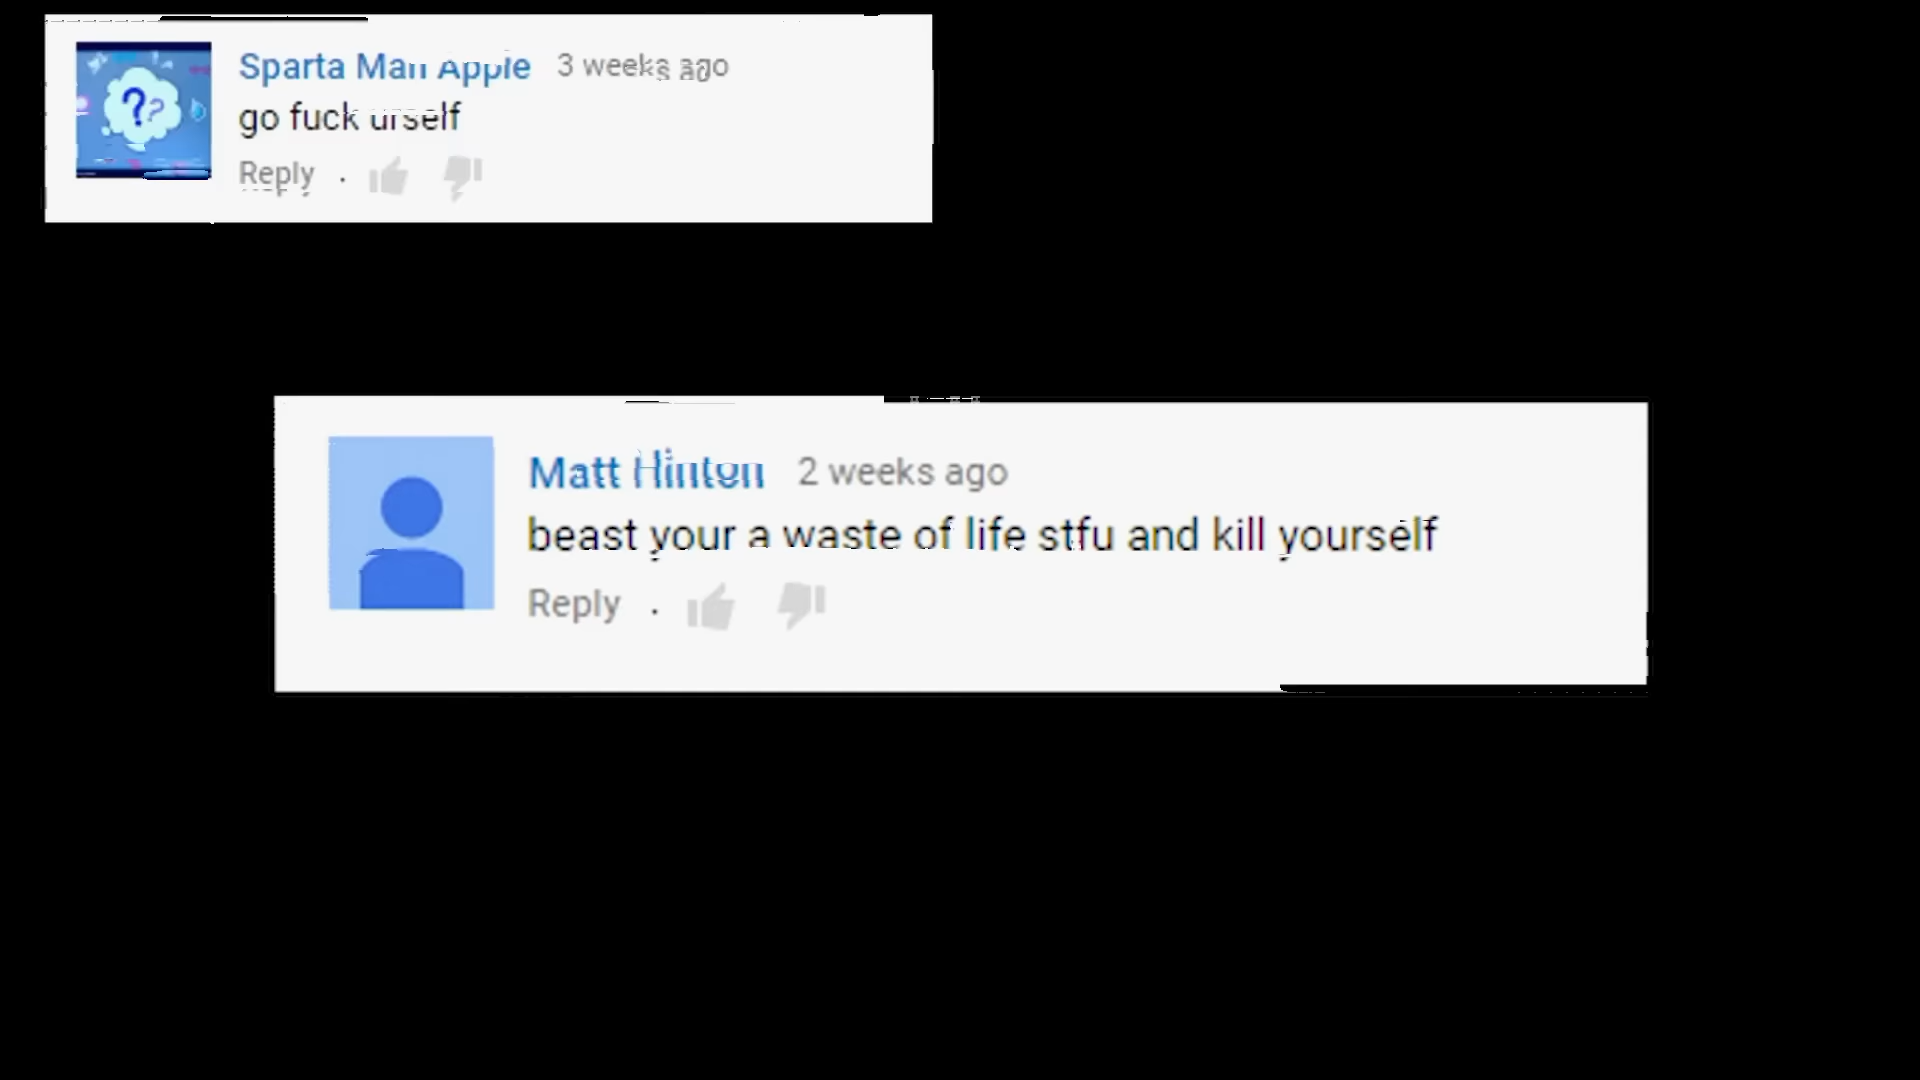 Sparta Man Apple 3 weeks ago
go fuck urself
Reply
Matt Hinton 2 weeks ago
beast your a waste of life stfu and kill yourself
Reply